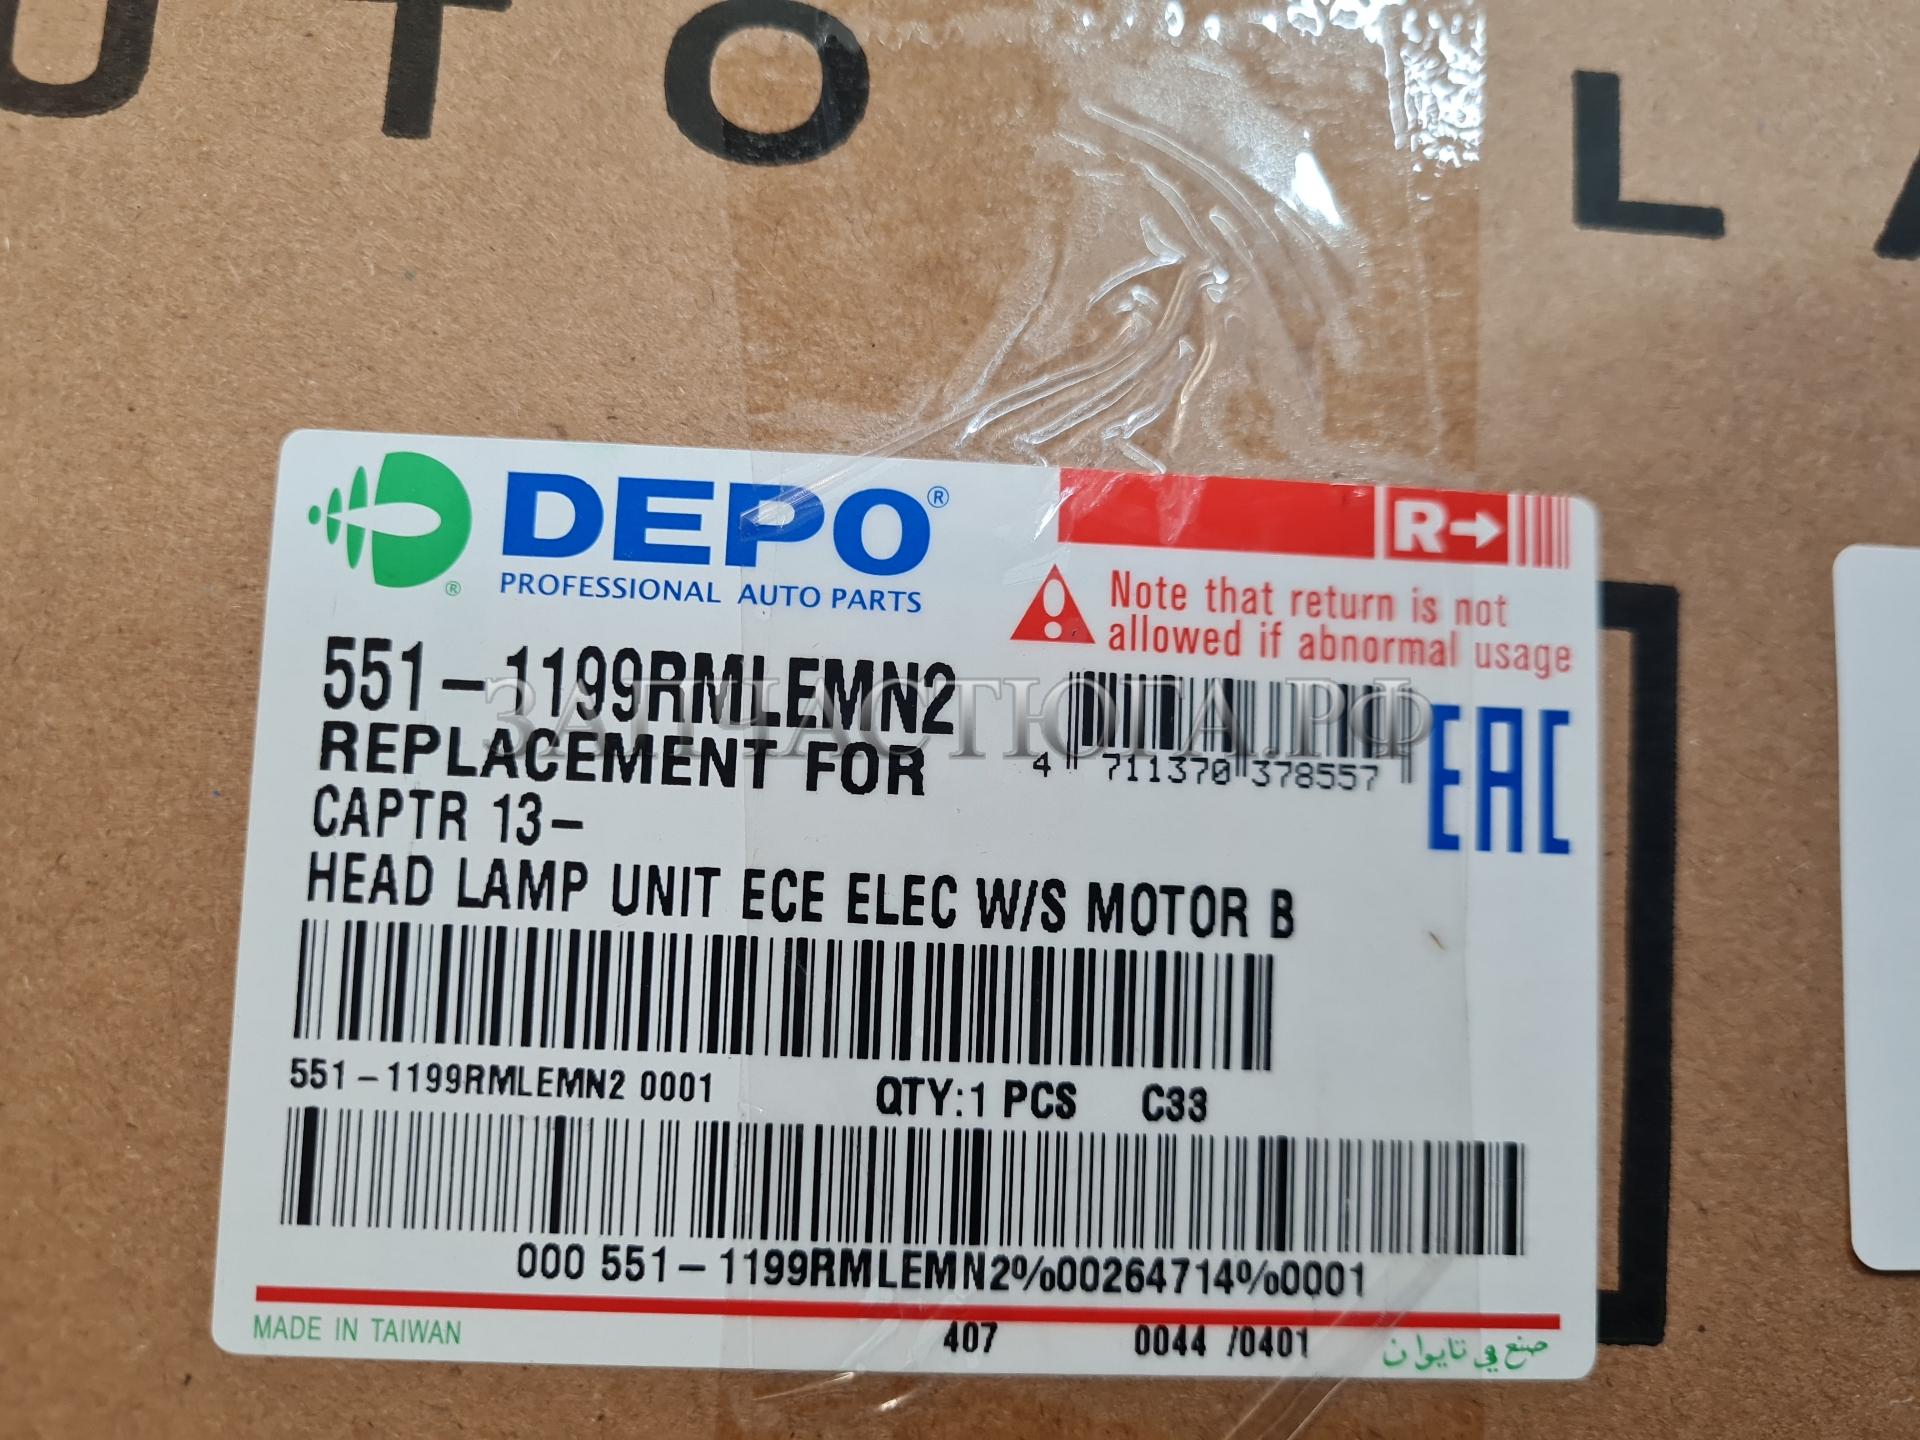 UTO LA
DEPO®
PROFESSIONAL AUTO PARTS
®
R→
Note that return is not
allowed if abnormal usage
551-1199RMLEMN2
ЗАПЧАСТЮГА.РФ
REPLACEMENT FOR
4 711370 378557
EAC
CAPTR 13-
HEAD LAMP UNIT ECE ELEC W/S MOTOR B
551-1199RMLEMN2 0001 QTY:1 PCS C33
000 551-1199RMLEMN2%00264714%0001
MADE IN TAIWAN 407 0044 /0401 صنع في تايوان